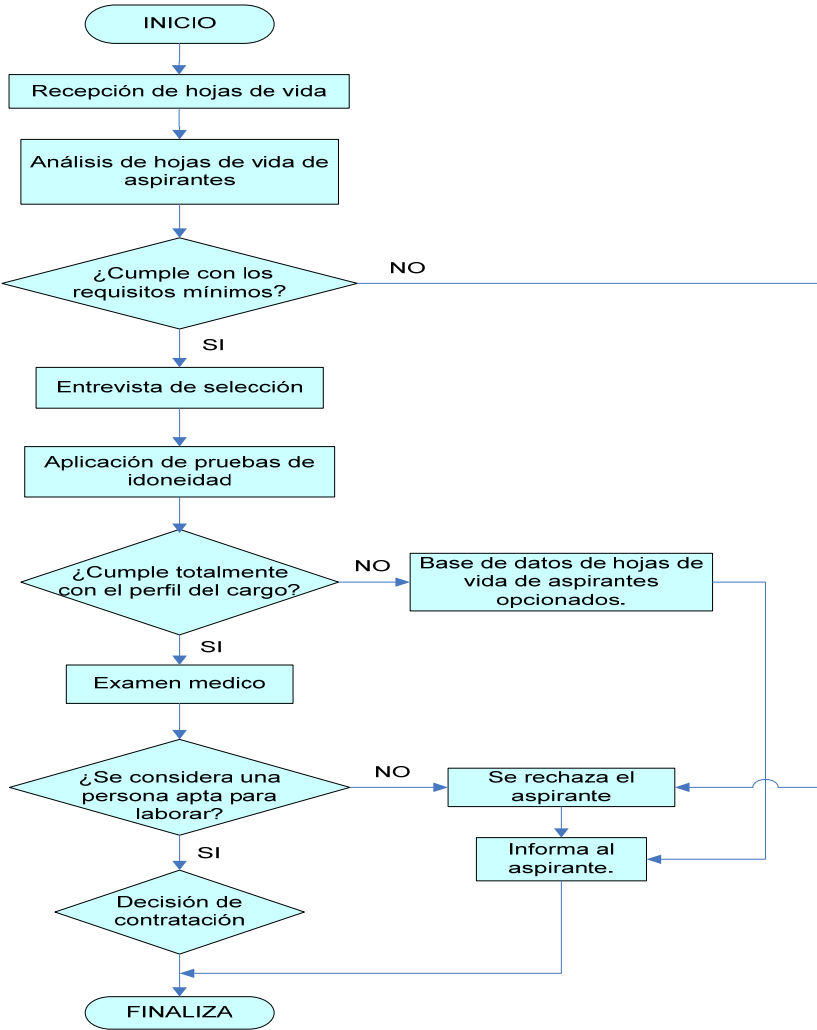 INICIO
Recepción de hojas de vida
Análisis de hojas de vida de
aspirantes
¿Cumple con los
requisitos mínimos?
NO
SI
Entrevista de selección
Aplicación de pruebas de
idoneidad
¿Cumple totalmente
con el perfil del cargo?
NO
Base de datos de hojas de
vida de aspirantes
opcionados.
SI
Examen medico
¿Se considera una
persona apta para
laborar?
NO
Se rechaza el
aspirante
SI
Informa al
aspirante.
Decisión de
contratación
FINALIZA